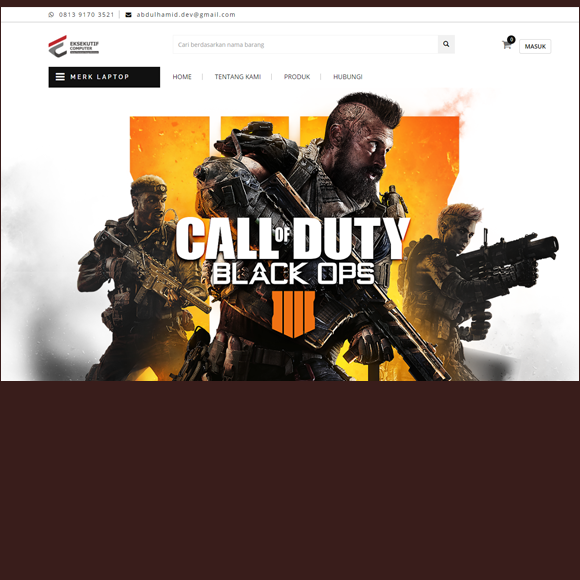 0813 9170 3521
abdulhamid.dev@gmail.com
EKSEKUTIF
COMPUTER
Cari berdasarkan nama barang
0
MASUK
MERK LAPTOP
HOME
TENTANG KAMI
PRODUK
HUBUNGI
CALL OF DUTY
BLACK OPS
IIII